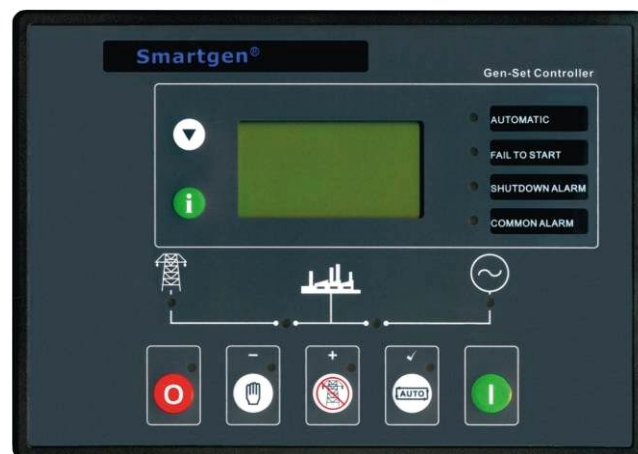 Smartgen®
Gen-Set Controller
AUTOMATIC
FAIL TO START
SHUTDOWN ALARM
COMMON ALARM
i
− + ✓
O AUTO I